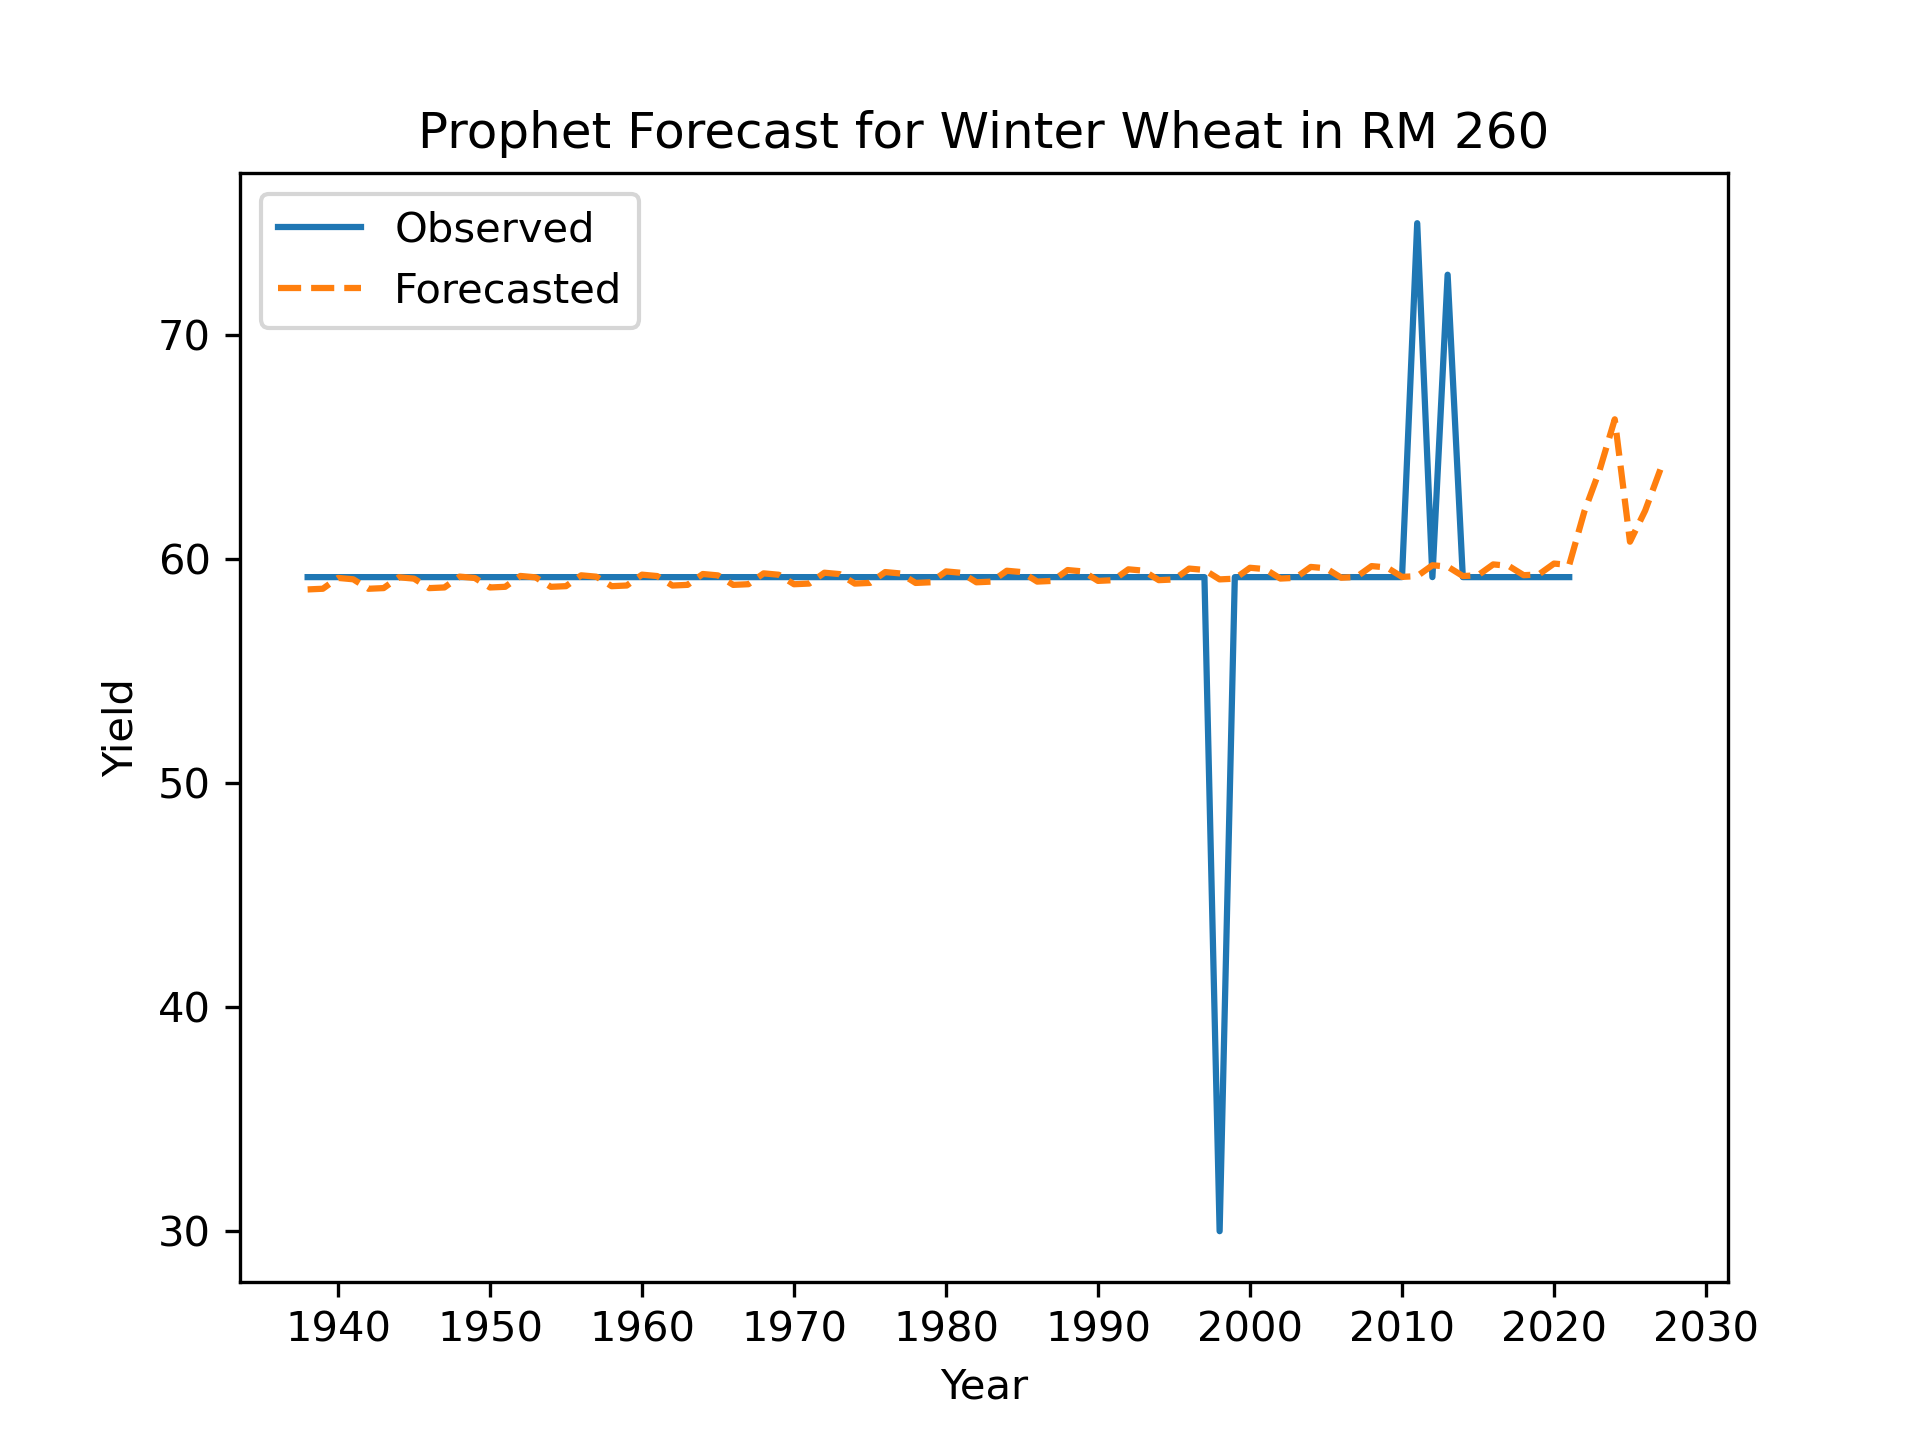 Prophet Forecast for Winter Wheat in RM 260
Observed
Forecasted
70
60
50
40
30
Yield
1940 1950 1960 1970 1980 1990 2000 2010 2020 2030
Year